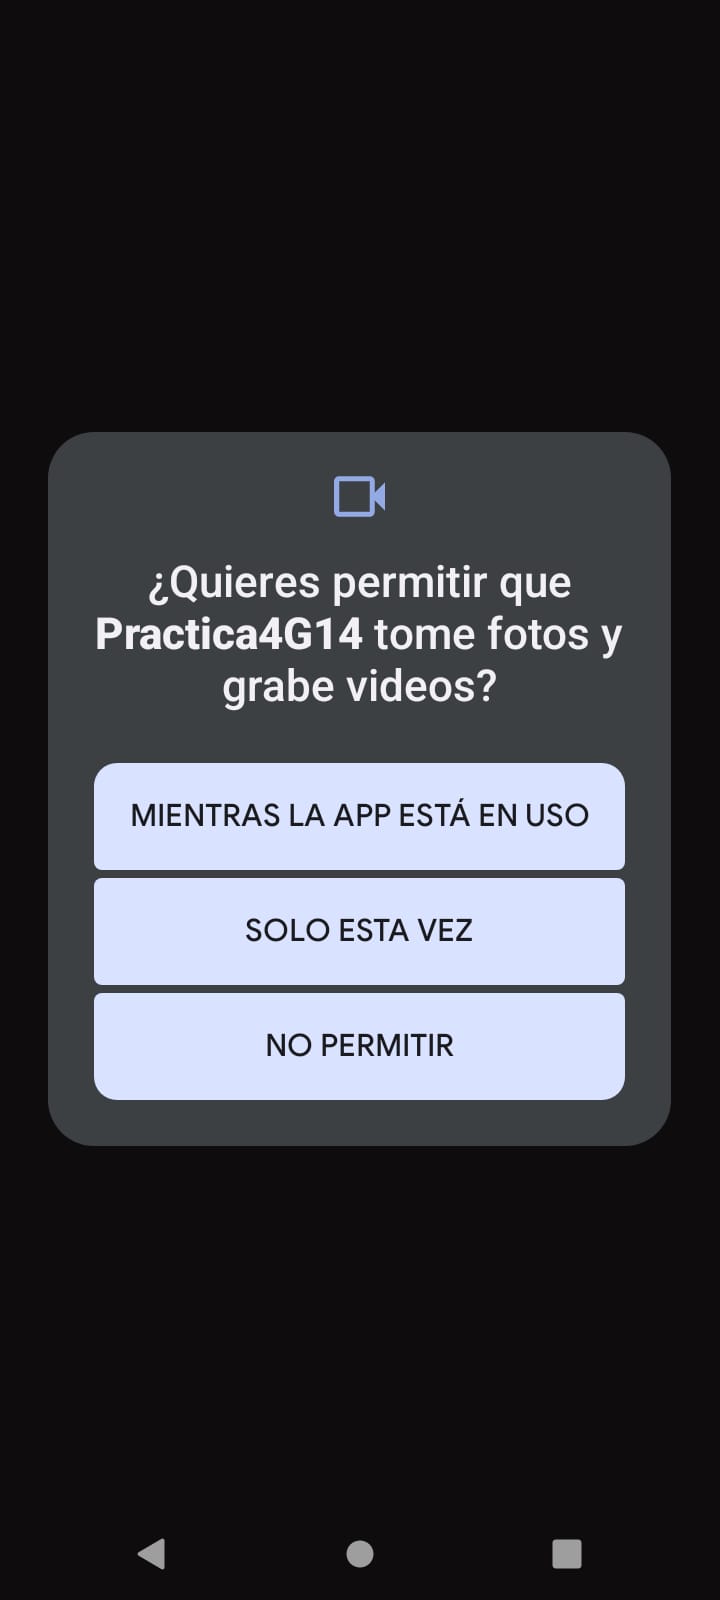 ¿Quieres permitir que
Practica4G14 tome fotos y
grabe videos?
MIENTRAS LA APP ESTÁ EN USO
SOLO ESTA VEZ
NO PERMITIR